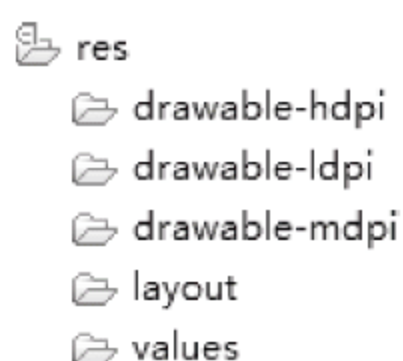 res
drawable-hdpi
drawable-ldpi
drawable-mdpi
layout
values